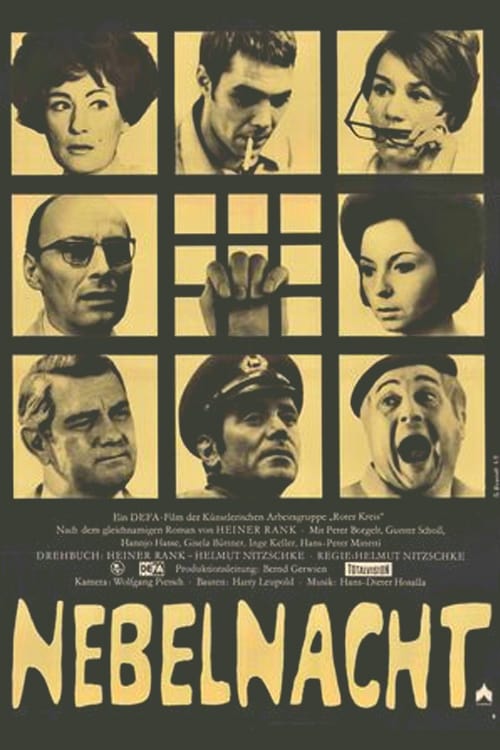 Ein DEFA-Film der Künstlerischen Arbeitsgruppe „Roter Kreis“
Nach dem gleichnamigen Roman von HEINER RANK – Mit Peter Borgelt, Gunter Schoß,
Hannjo Hasse, Gisela Büttner, Inge Keller, Hans-Peter Minetti
DREHBUCH: HEINER RANK – HELMUT NITZSCHKE – REGIE: HELMUT NITZSCHKE
DEFA Produktionsleitung: Bernd Gerwien TOTALVISION
Kamera: Wolfgang Pietsch – Bauten: Harry Leupold – Musik: Hans-Dieter Hosalla
NEBELNACHT.